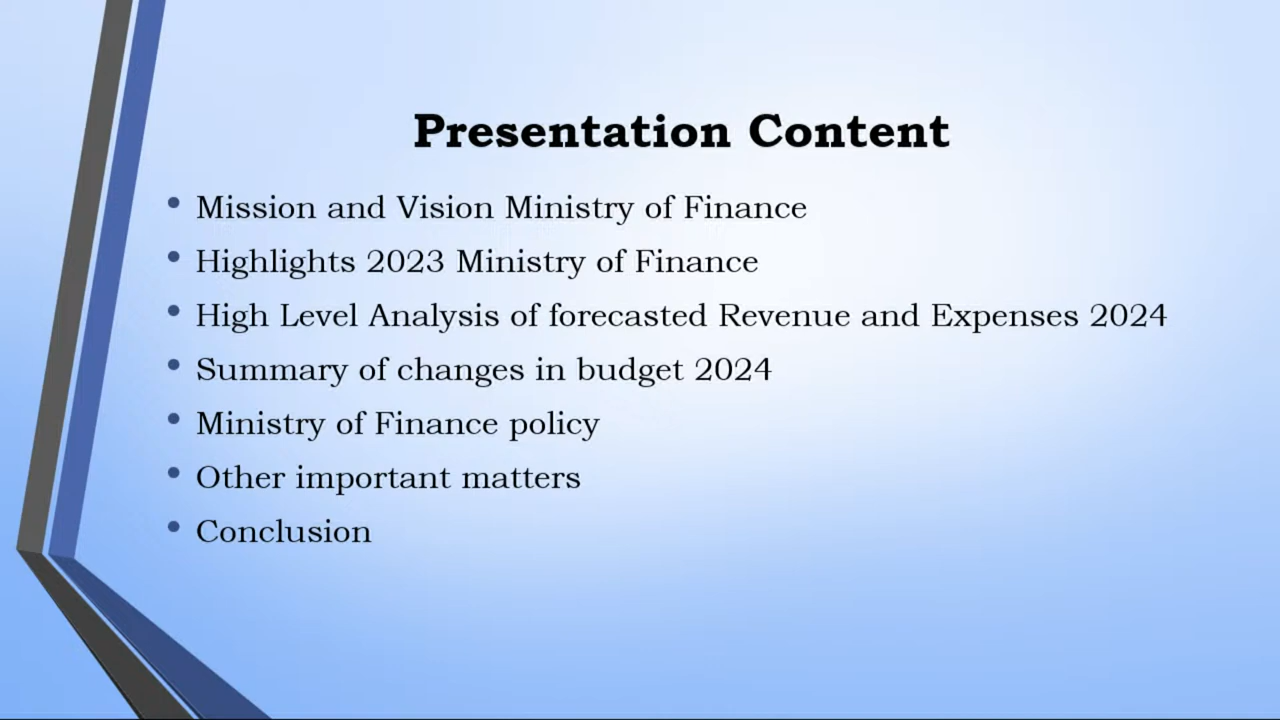 Presentation Content
• Mission and Vision Ministry of Finance
• Highlights 2023 Ministry of Finance
• High Level Analysis of forecasted Revenue and Expenses 2024
• Summary of changes in budget 2024
• Ministry of Finance policy
• Other important matters
• Conclusion